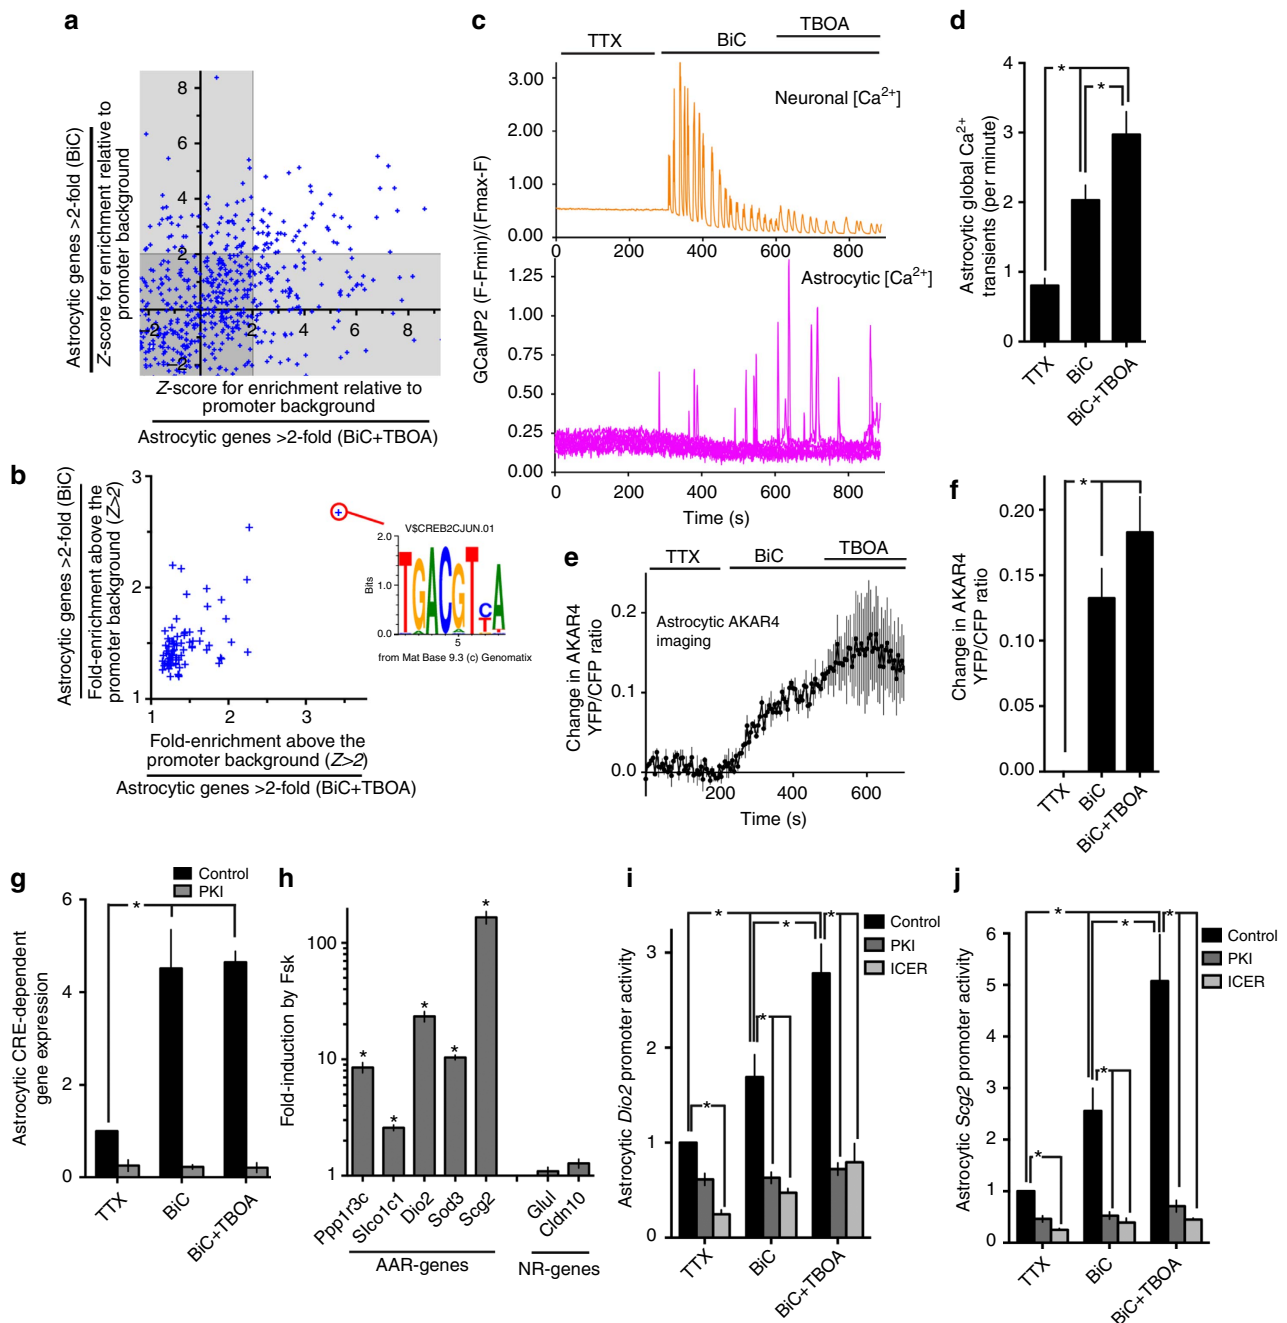 a
Astrocytic genes >2-fold (BiC)
Z-score for enrichment relative to
promoter background
8
6
4
2
2
2
2
4
6
8
Z-score for enrichment relative to
promoter background
Astrocytic genes >2-fold (BiC+TBOA)
b
Astrocytic genes >2-fold (BiC)
Fold-enrichment above the
promoter background (Z>2)
3
2
1
1
2
3
V$CREB2CJUN.01
Bits
2.0
1.5
1.0
0.5
0.0
TGACGTCA
T
5
from Mat Base 9.3 (c) Genomatix
Fold-enrichment above the
promoter background (Z>2)
Astrocytic genes >2-fold (BiC+TBOA)
c
TTX
BiC
TBOA
GCaMP2 (F-Fmin)/(Fmax-F)
3.00
2.00
1.00
0.00
Neuronal [Ca2+]
0
200
400
600
800
1.25
1.00
0.75
0.50
0.25
0.00
Astrocytic [Ca2+]
0
200
400
600
800
Time (s)
d
Astrocytic global Ca2+
transients (per minute)
4
3
2
1
0
*
*
TTX
BiC
BiC+TBOA
e
TTX
BiC
TBOA
Astrocytic AKAR4
imaging
Change in AKAR4
YFP/CFP ratio
0.2
0.1
0.0
200
400
600
Time (s)
f
Change in AKAR4
YFP/CFP ratio
0.20
0.15
0.10
0.05
0.00
*
TTX
BiC
BiC+TBOA
g
Control
PKI
Astrocytic CRE-dependent
gene expression
6
4
2
0
*
TTX
BiC
BiC+TBOA
h
Fold-induction by Fsk
100
10
1
*
*
*
*
*
Ppp1r3c
Slco1c1
Dio2
Sod3
Scg2
Glul
Cldn10
AAR-genes
NR-genes
i
Astrocytic Dio2 promoter activity
3
2
1
0
*
*
*
*
*
Control
PKI
ICER
TTX
BiC
BiC+TBOA
j
Astrocytic Scg2 promoter activity
6
5
4
3
2
1
0
*
*
*
*
*
Control
PKI
ICER
TTX
BiC
BiC+TBOA